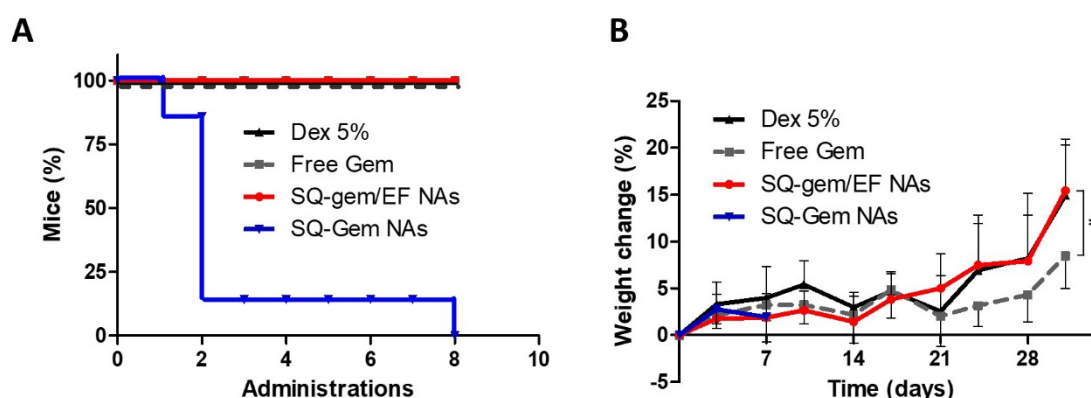 A
Mice (%)
100
75
50
25
0
Dex 5%
Free Gem
SQ-gem/EF NAs
SQ-Gem NAs
0 2 4 6 8 10
Administrations
B
Weight change (%)
25
20
15
10
5
0
-5
Dex 5%
Free Gem
SQ-gem/EF NAs
SQ-Gem NAs
7 14 21 28
Time (days)